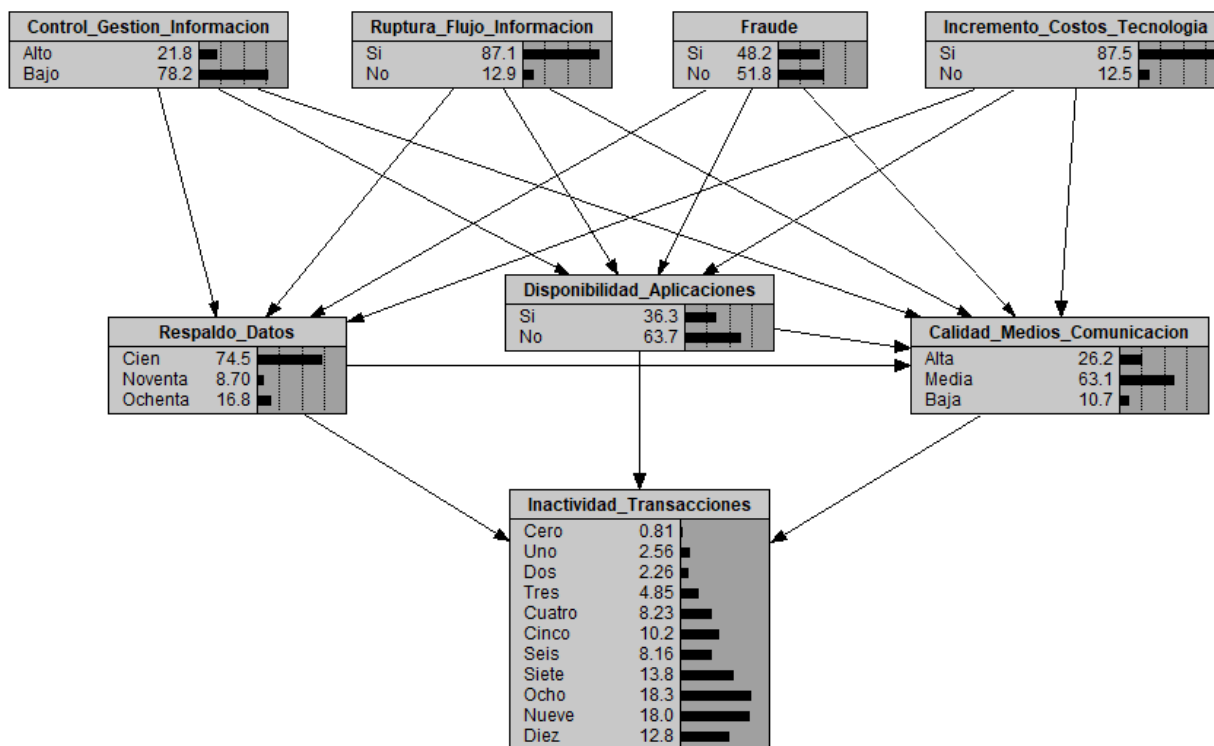 Control_Gestion_Informacion
Alto 21.8
Bajo 78.2
Ruptura_Flujo_Informacion
Si 87.1
No 12.9
Fraude
Si 48.2
No 51.8
Incremento_Costos_Tecnologia
Si 87.5
No 12.5
Respaldo_Datos
Cien 74.5
Noventa 8.70
Ochenta 16.8
Disponibilidad_Aplicaciones
Si 36.3
No 63.7
Calidad_Medios_Comunicacion
Alta 26.2
Media 63.1
Baja 10.7
Inactividad_Transacciones
Cero 0.81
Uno 2.56
Dos 2.26
Tres 4.85
Cuatro 8.23
Cinco 10.2
Seis 8.16
Siete 13.8
Ocho 18.3
Nueve 18.0
Diez 12.8